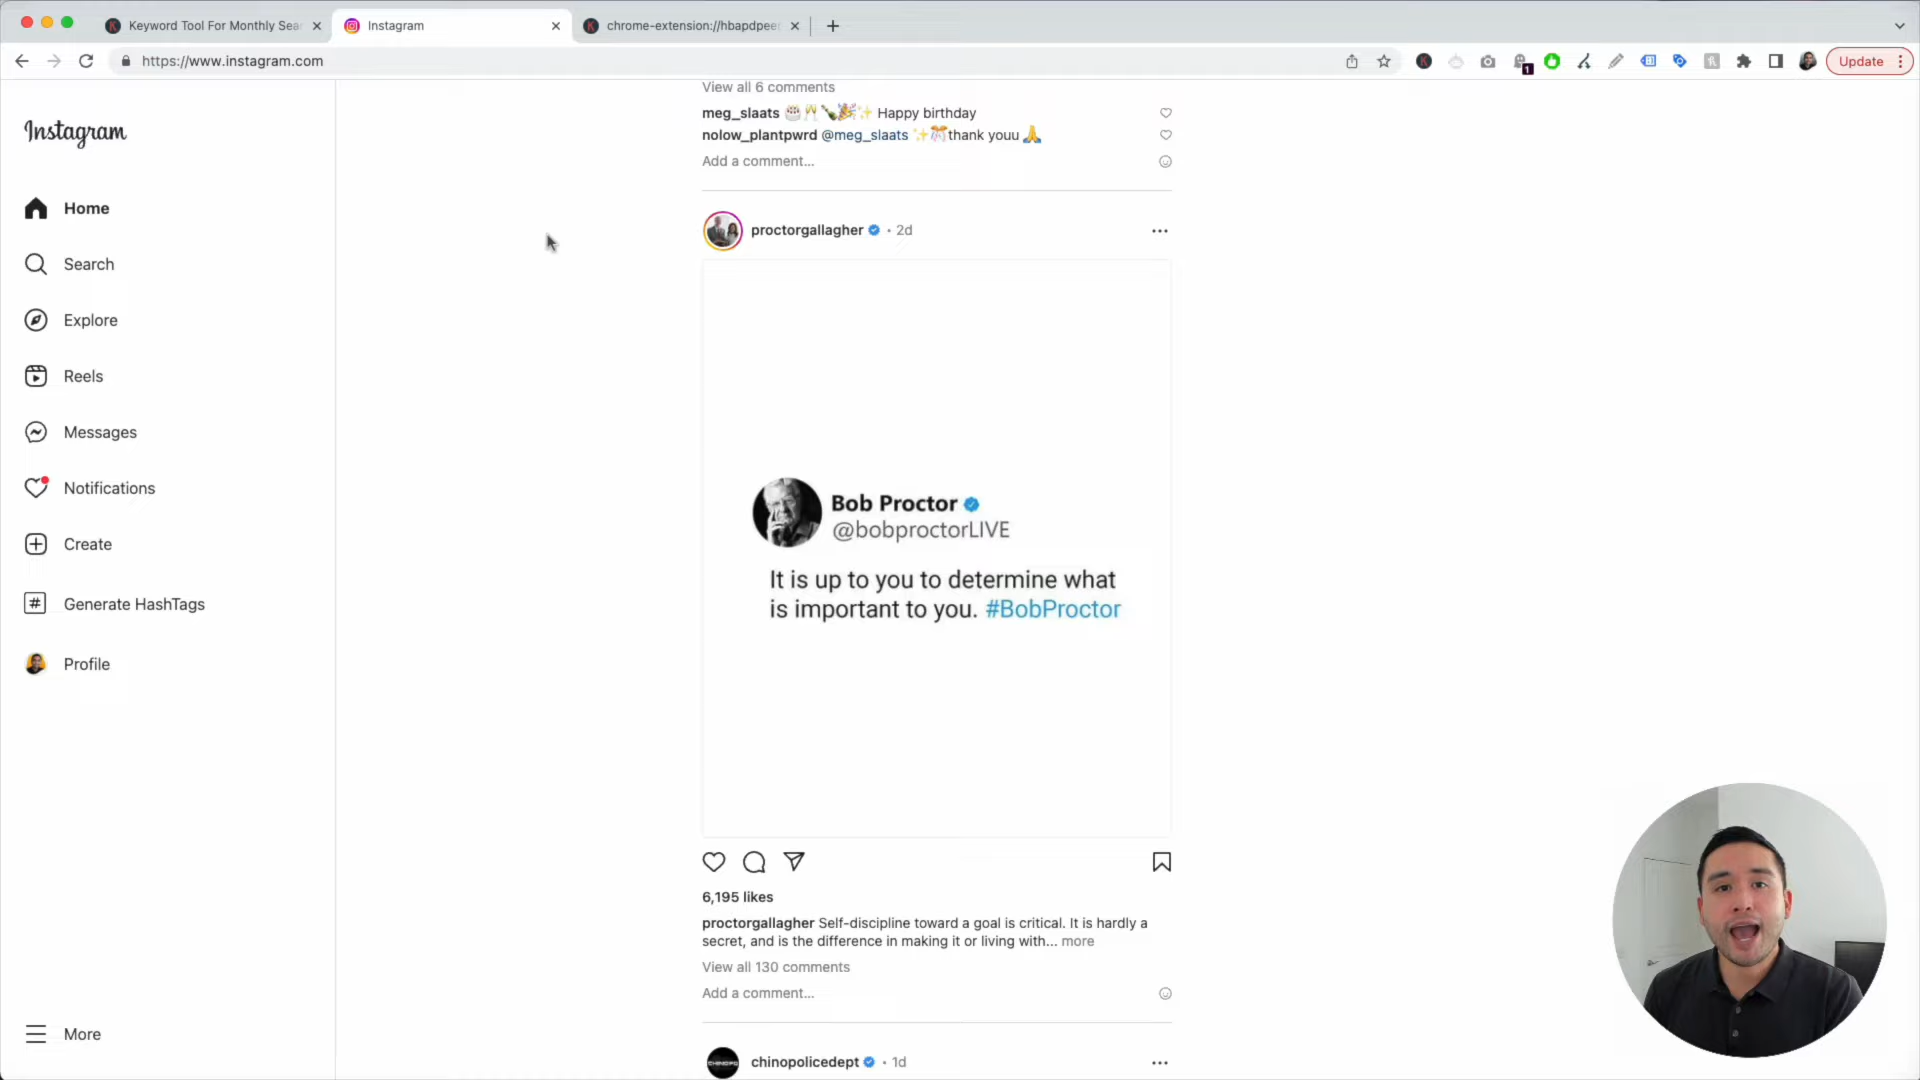 Keyword Tool For Monthly Sea
Instagram
chrome-extension://hbapdpee
https://www.instagram.com
1
Update
Instagram
Home
Search
Explore
Reels
Messages
Notifications
Create
# Generate HashTags
Profile
More
View all 6 comments
meg_slaats 🎂🥂🍾🎉✨ Happy birthday
nolow_plantpwrd @meg_slaats ✨🎊thank youu 🙏
Add a comment...
proctorgallagher • 2d
Bob Proctor
@bobproctorLIVE
It is up to you to determine what
is important to you. #BobProctor
6,195 likes
proctorgallagher Self-discipline toward a goal is critical. It is hardly a
secret, and is the difference in making it or living with... more
View all 130 comments
Add a comment...
chinopolicedept • 1d